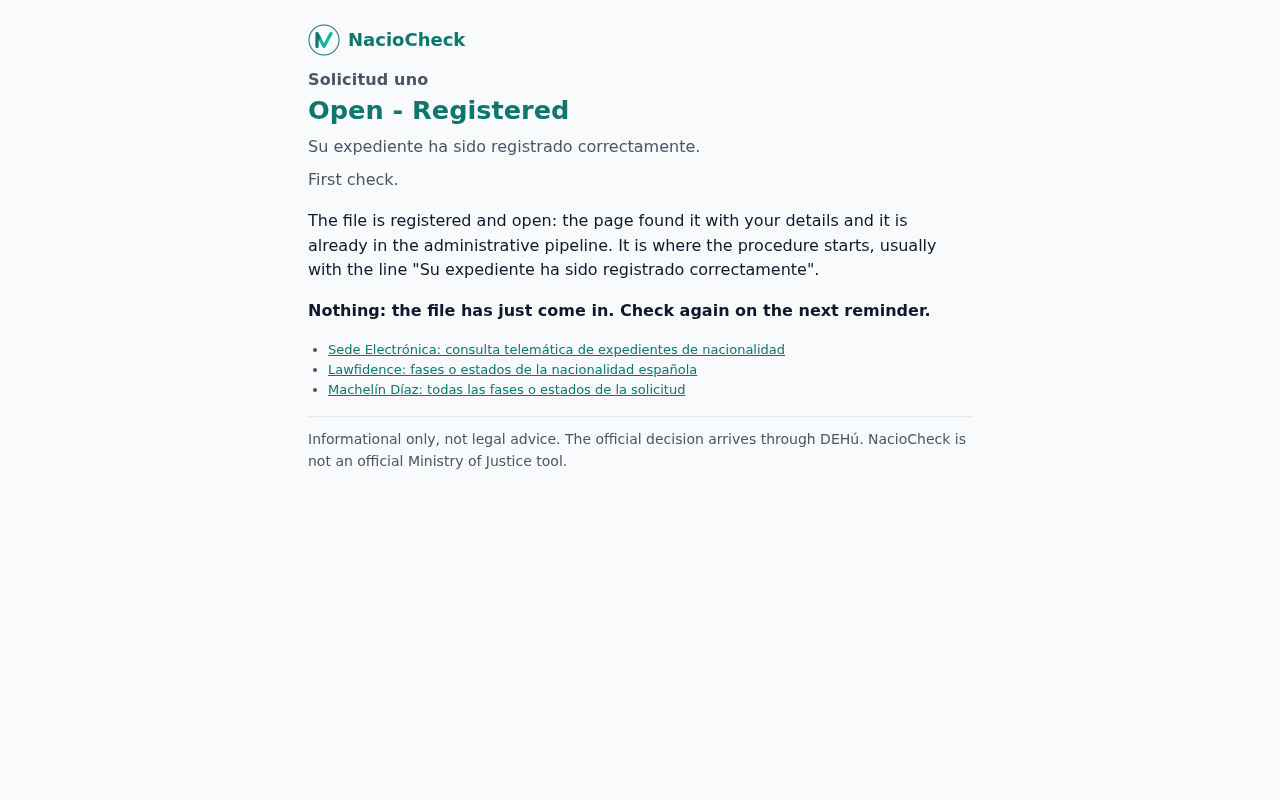 NacioCheck
Solicitud uno
Open - Registered
Su expediente ha sido registrado correctamente.
First check.
The file is registered and open: the page found it with your details and it is
already in the administrative pipeline. It is where the procedure starts, usually
with the line "Su expediente ha sido registrado correctamente".
Nothing: the file has just come in. Check again on the next reminder.
• Sede Electrónica: consulta telemática de expedientes de nacionalidad
• Lawfidence: fases o estados de la nacionalidad española
• Machelín Díaz: todas las fases o estados de la solicitud
Informational only, not legal advice. The official decision arrives through DEHú. NacioCheck is
not an official Ministry of Justice tool.